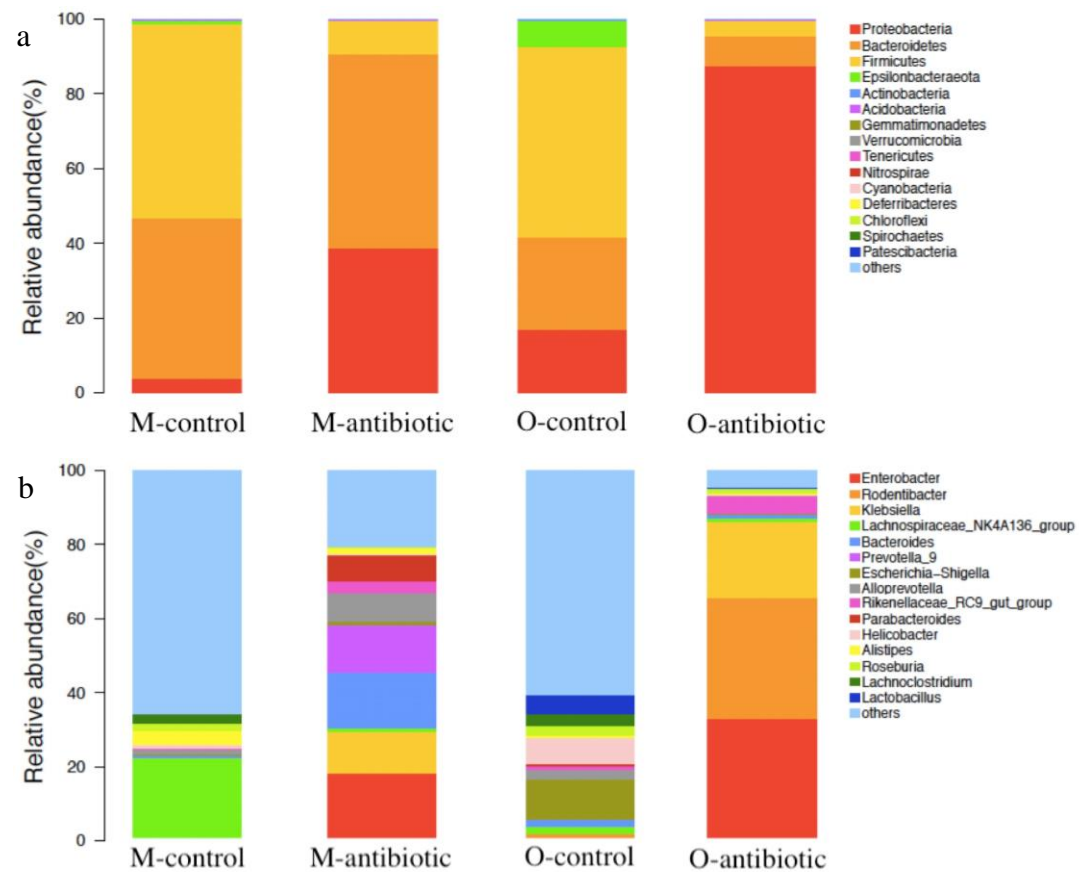 a
Relative abundance(%)
100
80
60
40
20
0
M-control
M-antibiotic
O-control
O-antibiotic
Proteobacteria
Bacteroidetes
Firmicutes
Epsilonbacteraeota
Actinobacteria
Acidobacteria
Gemmatimonadetes
Verrucomicrobia
Tenericutes
Nitrospirae
Cyanobacteria
Deferribacteres
Chloroflexi
Spirochaetes
Patescibacteria
others
b
Relative abundance(%)
100
80
60
40
20
0
M-control
M-antibiotic
O-control
O-antibiotic
Enterobacter
Rodentibacter
Klebsiella
Lachnospiraceae_NK4A136_group
Bacteroides
Prevotella_9
Escherichia-Shigella
Alloprevotella
Rikenellaceae_RC9_gut_group
Parabacteroides
Helicobacter
Alistipes
Roseburia
Lachnoclostridium
Lactobacillus
others